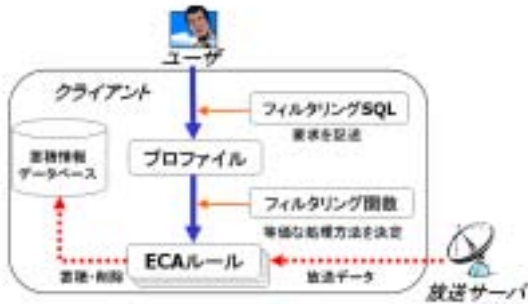 ユーザ
クライアント
フィルタリングSQL
要求を記述
蓄積情報
データベース
プロファイル
フィルタリング関数
等価な処理方法を決定
ECAルール
蓄積・削除
放送データ
放送サーバ